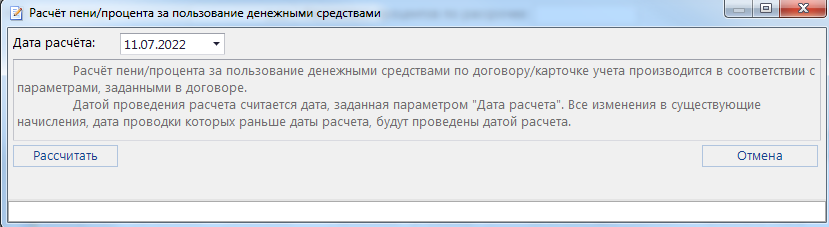 Расчёт пени/процента за пользование денежными средствами
Дата расчёта: 11.07.2022
Расчёт пени/процента за пользование денежными средствами по договору/карточке учета производится в соответствии с
параметрами, заданными в договоре.
Датой проведения расчета считается дата, заданная параметром "Дата расчета". Все изменения в существующие
начисления, дата проводки которых раньше даты расчета, будут проведены датой расчета.
Рассчитать Отмена